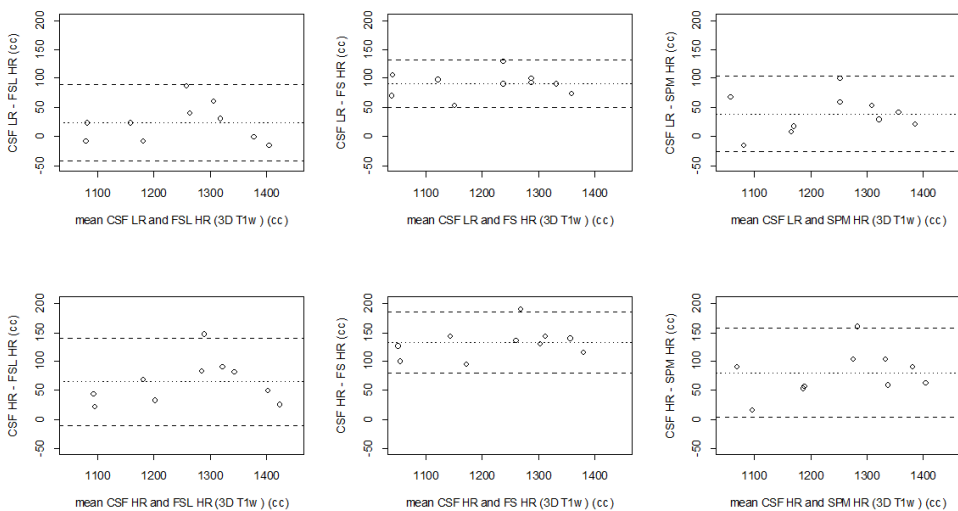 CSF LR - FSL HR (cc)
200
150
100
50
0
-50
1100 1200 1300 1400
mean CSF LR and FSL HR (3D T1w) (cc)
CSF LR - FS HR (cc)
200
150
100
50
0
-50
1100 1200 1300 1400
mean CSF LR and FS HR (3D T1w) (cc)
CSF LR - SPM HR (cc)
200
150
100
50
0
-50
1100 1200 1300 1400
mean CSF LR and SPM HR (3D T1w) (cc)
CSF HR - FSL HR (cc)
200
150
100
50
0
-50
1100 1200 1300 1400
mean CSF HR and FSL HR (3D T1w) (cc)
CSF HR - FS HR (cc)
200
150
100
50
0
-50
1100 1200 1300 1400
mean CSF HR and FS HR (3D T1w) (cc)
CSF HR - SPM HR (cc)
200
150
100
50
0
-50
1100 1200 1300 1400
mean CSF HR and SPM HR (3D T1w) (cc)